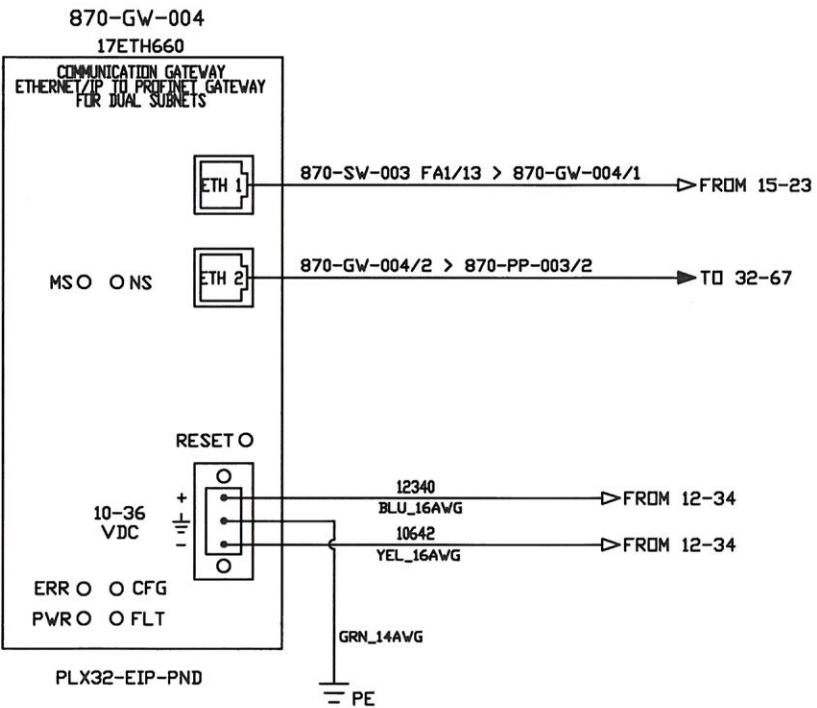 870-GW-004
17ETH660
COMMUNICATION GATEWAY
ETHERNET/IP TO PROFINET GATEWAY
FOR DUAL SUBNETS
ETH 1
870-SW-003 FA1/13 > 870-GW-004/1
FROM 15-23
ETH 2
870-GW-004/2 > 870-PP-003/2
TO 32-67
MS NS
RESET
10-36
VDC
+
-
12340
BLU_16AWG
FROM 12-34
10642
YEL_16AWG
FROM 12-34
ERR CFG
PWR FLT
GRN_14AWG
PE
PLX32-EIP-PND